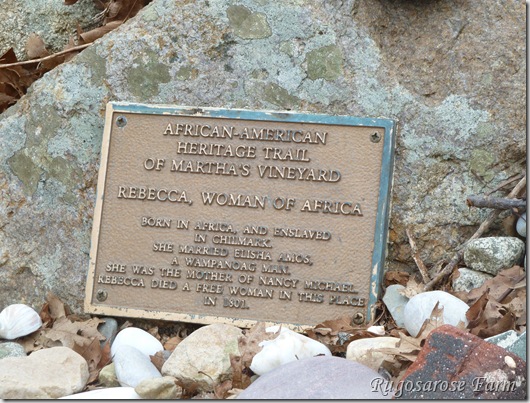 AFRICAN-AMERICAN
HERITAGE TRAIL
OF MARTHA'S VINEYARD
REBECCA, WOMAN OF AFRICA
BORN IN AFRICA, AND ENSLAVED
IN CHILMARK.
SHE MARRIED ELISHA AMOS,
A WAMPANOAG MAN.
SHE WAS THE MOTHER OF NANCY MICHAEL.
REBECCA DIED A FREE WOMAN IN THIS PLACE
IN 1801.
Rugosarose Farm